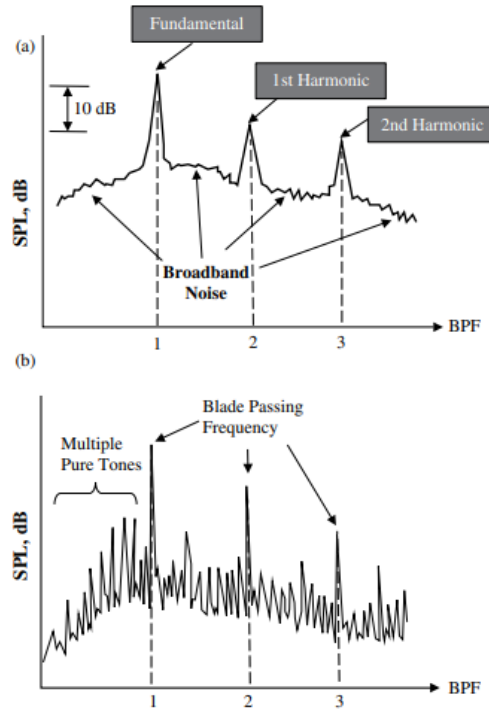 (a)
Fundamental
1st Harmonic
2nd Harmonic
10 dB
SPL, dB
Broadband
Noise
1 2 3
BPF
(b)
Blade Passing
Frequency
Multiple
Pure Tones
SPL, dB
1 2 3
BPF